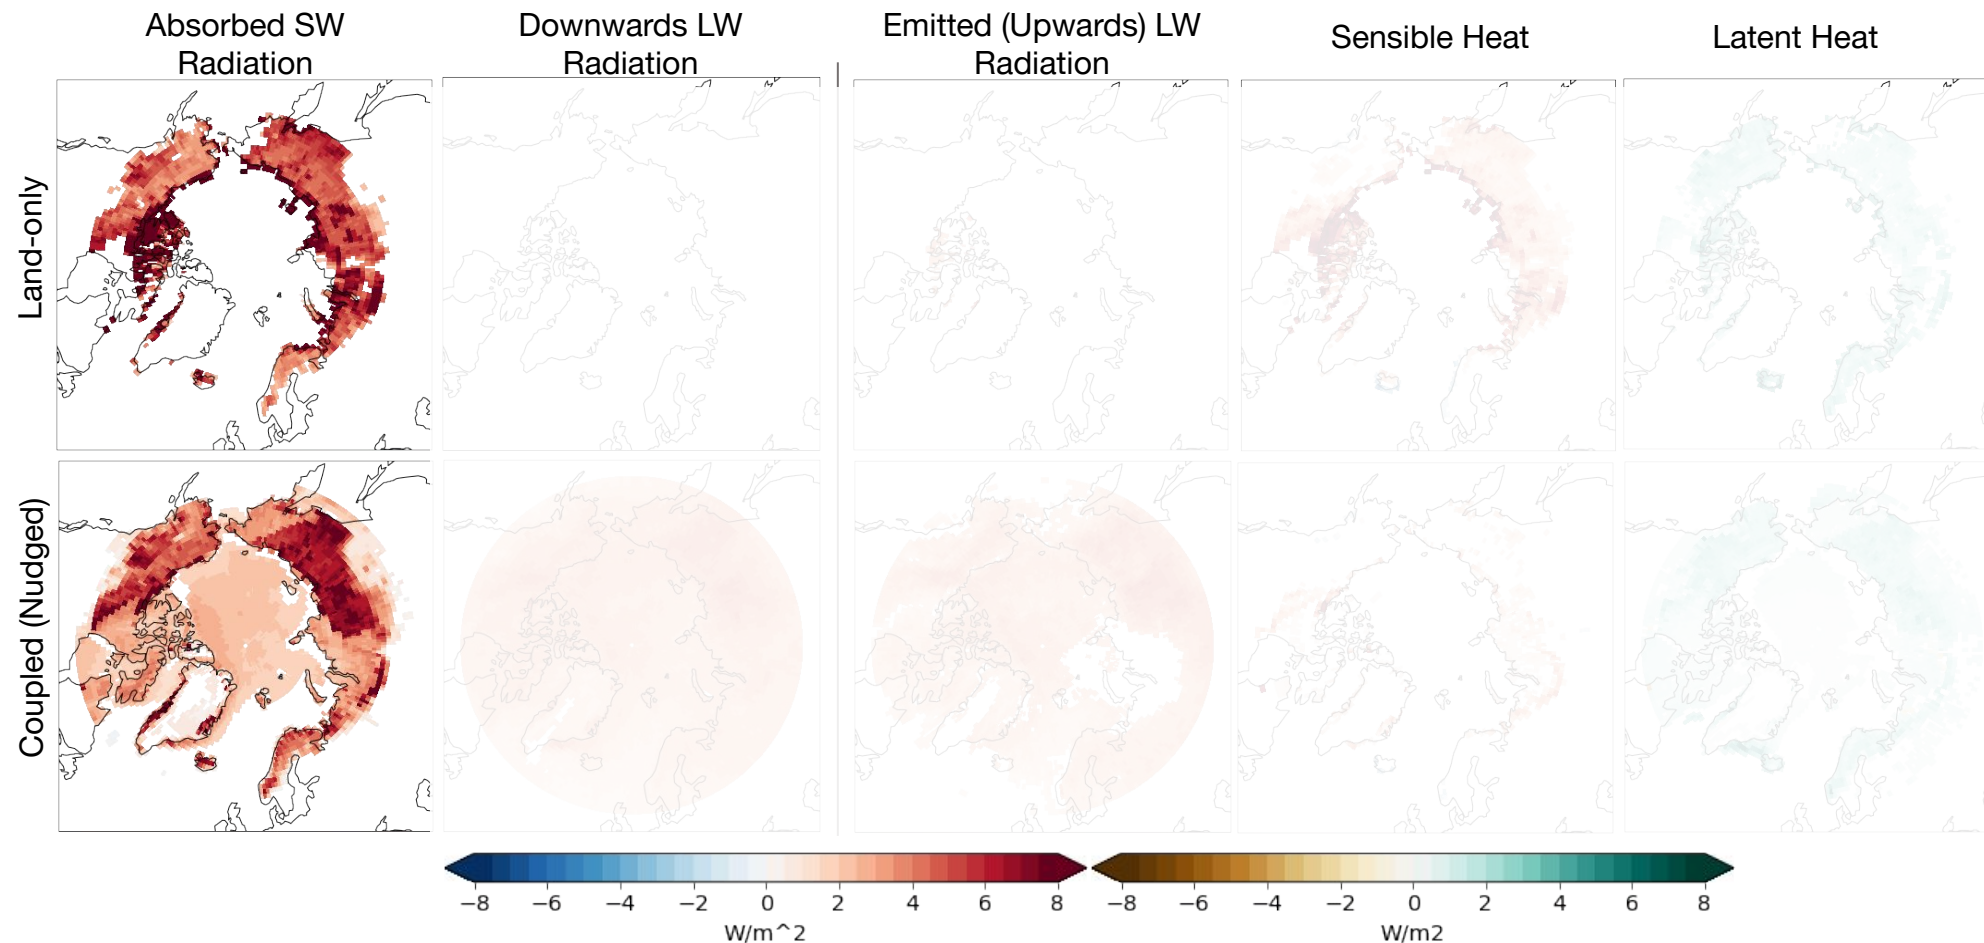 Absorbed SW
Radiation
Downwards LW
Radiation
Emitted (Upwards) LW
Radiation
Sensible Heat
Latent Heat
Land-only
Coupled (Nudged)
−8 −6 −4 −2 0 2 4 6 8
W/m^2
−8 −6 −4 −2 0 2 4 6 8
W/m2